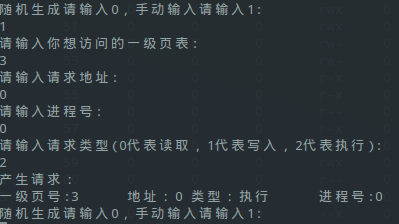 随机生成请输入0，手动输入请输入1：
1
请输入你想访问的一级页表：
3
请输入请求地址：
0
请输入进程号：
0
请输入请求类型(0代表读取，1代表写入，2代表执行)：
2
产生请求：
一级页号:3 地址：0 类型：执行 进程号:0
随机生成请输入0，手动输入请输入1：